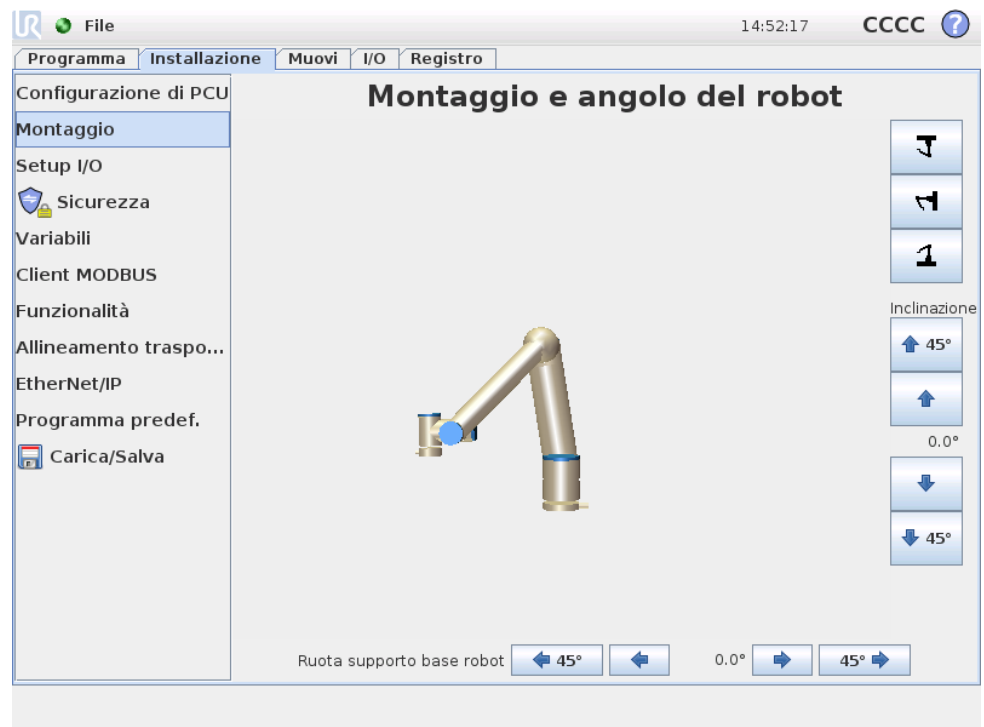 UR File 14:52:17 CCCC ?
Programma Installazione Muovi I/O Registro
Configurazione di PCU
Montaggio
Setup I/O
Sicurezza
Variabili
Client MODBUS
Funzionalità
Allineamento traspo...
EtherNet/IP
Programma predef.
Carica/Salva
Montaggio e angolo del robot
Inclinazione
45°
0.0°
45°
Ruota supporto base robot 45° 0.0° 45°